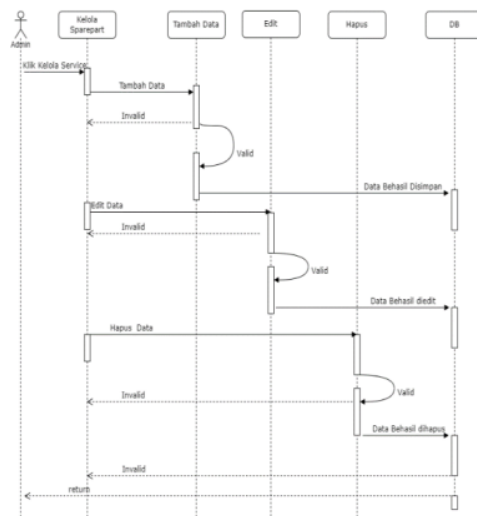 Kelola
Sparepart
Tambah Data
Edit
Hapus
DB
Admin
Klik Kelola Service
Tambah Data
Invalid
Valid
Data Behasil Disimpan
Edit Data
Invalid
Valid
Data Behasil diedit
Hapus Data
Invalid
Valid
Data Behasil dihapus
Invalid
return